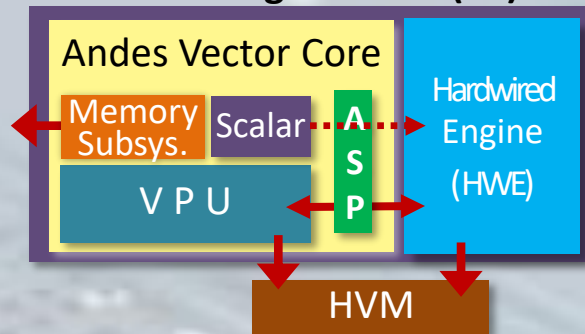 Andes Vector Core
Memory
Subsys.
Scalar
A
S
P
V P U
Hardwired
Engine
(HWE)
HVM